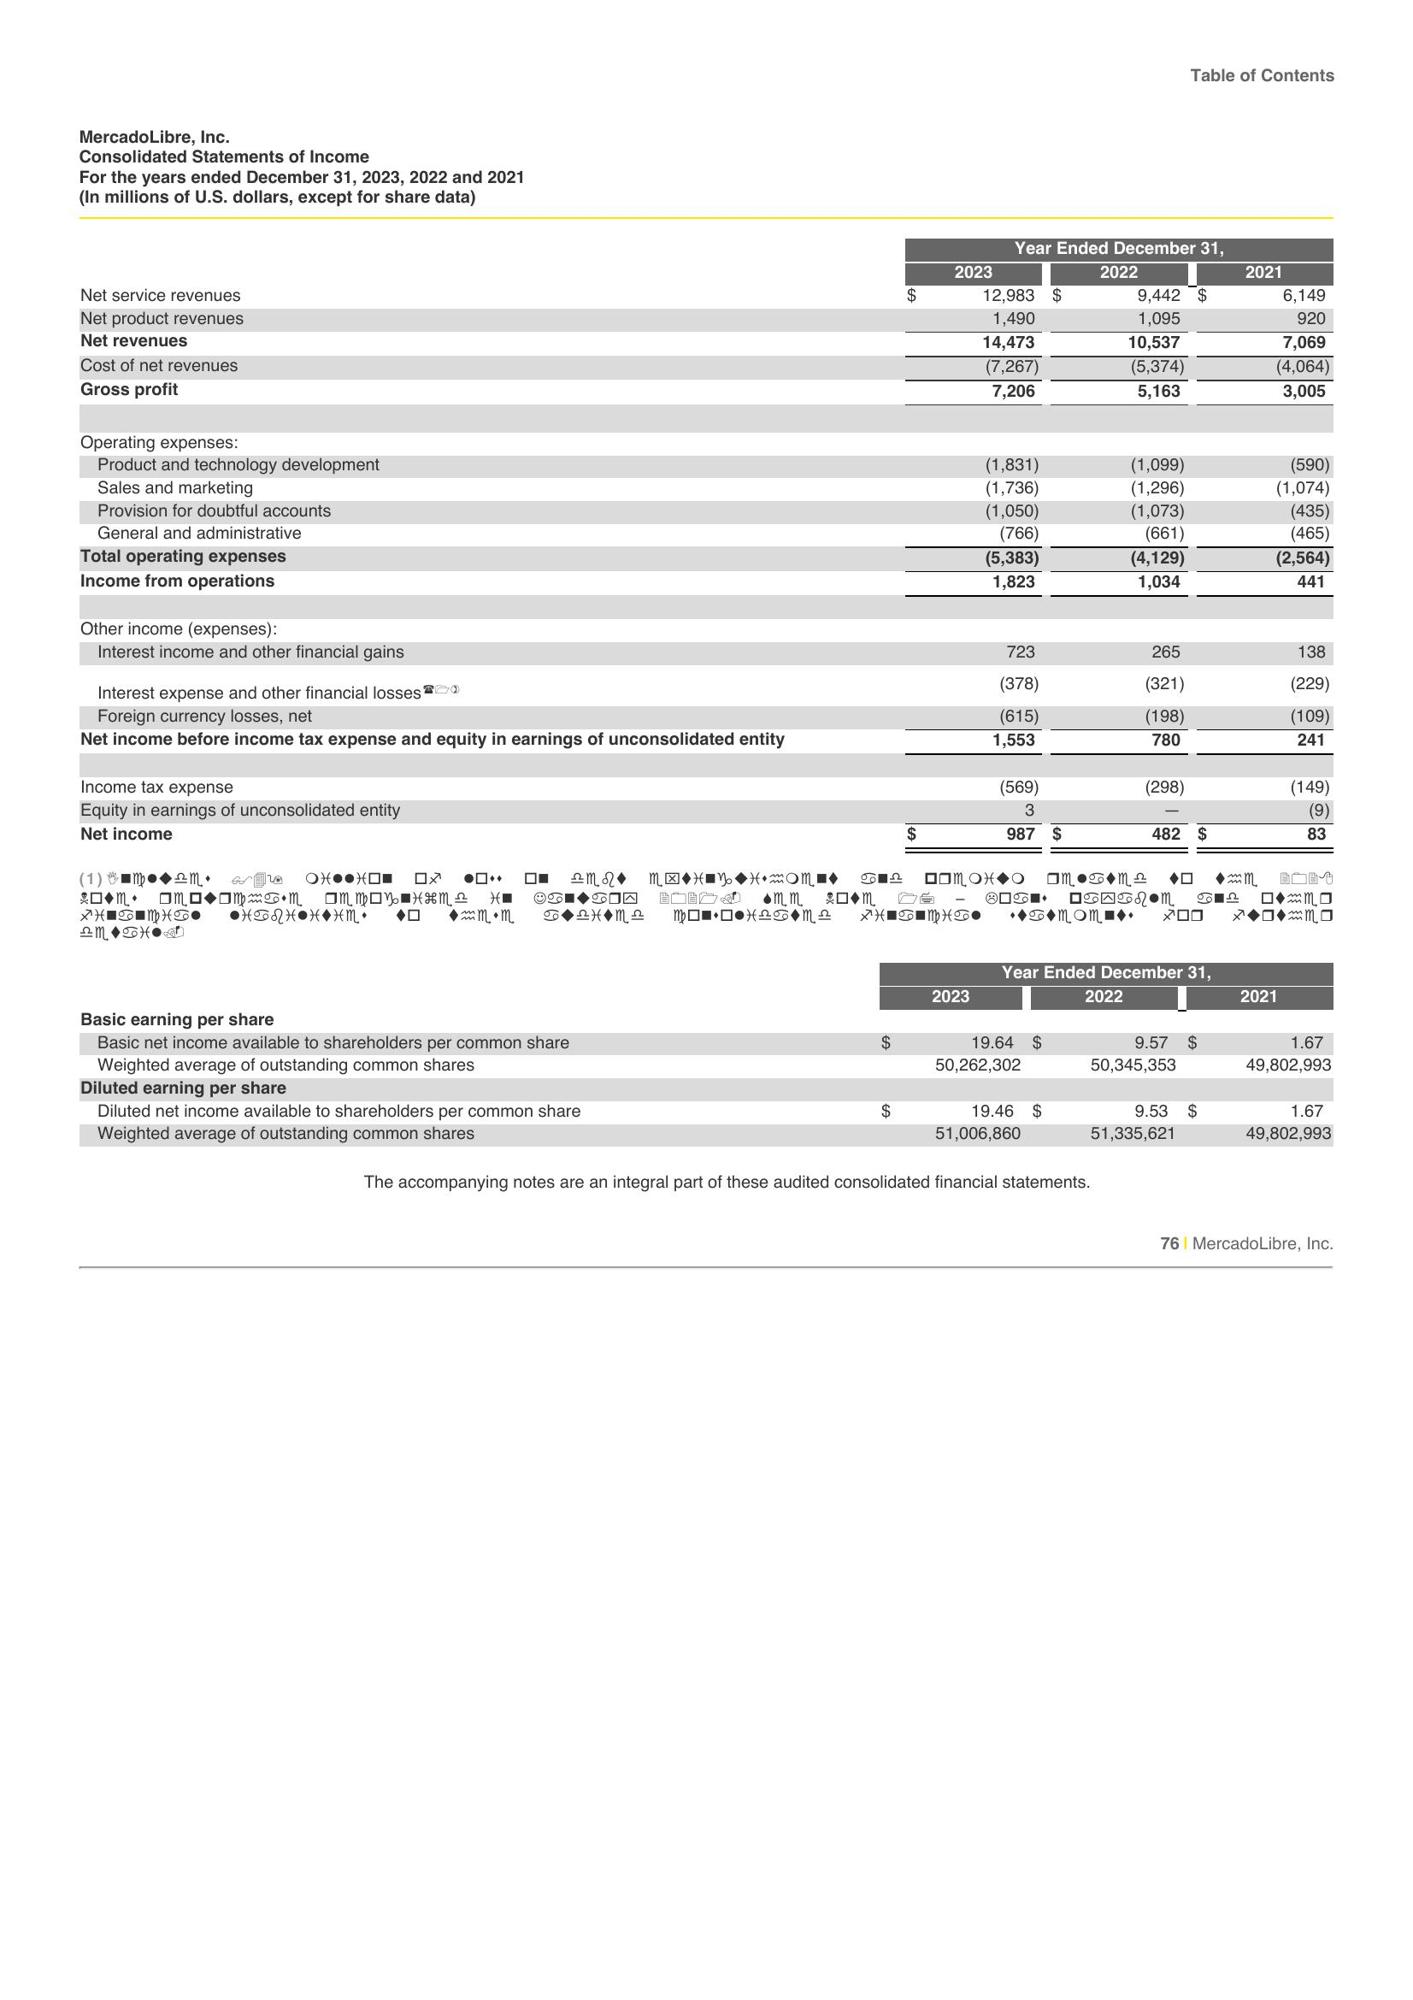 Table of Contents
MercadoLibre, Inc.
Consolidated Statements of Income
For the years ended December 31, 2023, 2022 and 2021
(In millions of U.S. dollars, except for share data)
Year Ended December 31,
2023 2022 2021
Net service revenues $ 12,983 $ 9,442 $ 6,149
Net product revenues 1,490 1,095 920
Net revenues 14,473 10,537 7,069
Cost of net revenues (7,267) (5,374) (4,064)
Gross profit 7,206 5,163 3,005
Operating expenses:
Product and technology development (1,831) (1,099) (590)
Sales and marketing (1,736) (1,296) (1,074)
Provision for doubtful accounts (1,050) (1,073) (435)
General and administrative (766) (661) (465)
Total operating expenses (5,383) (4,129) (2,564)
Income from operations 1,823 1,034 441
Other income (expenses):
Interest income and other financial gains 723 265 138
Interest expense and other financial losses (378) (321) (229)
Foreign currency losses, net (615) (198) (109)
Net income before income tax expense and equity in earnings of unconsolidated entity 1,553 780 241
Income tax expense (569) (298) (149)
Equity in earnings of unconsolidated entity 3 — (9)
Net income $ 987 $ 482 $ 83
(1)
Year Ended December 31,
2023 2022 2021
Basic earning per share
Basic net income available to shareholders per common share $ 19.64 $ 9.57 $ 1.67
Weighted average of outstanding common shares 50,262,302 50,345,353 49,802,993
Diluted earning per share
Diluted net income available to shareholders per common share $ 19.46 $ 9.53 $ 1.67
Weighted average of outstanding common shares 51,006,860 51,335,621 49,802,993
The accompanying notes are an integral part of these audited consolidated financial statements.
76 | MercadoLibre, Inc.